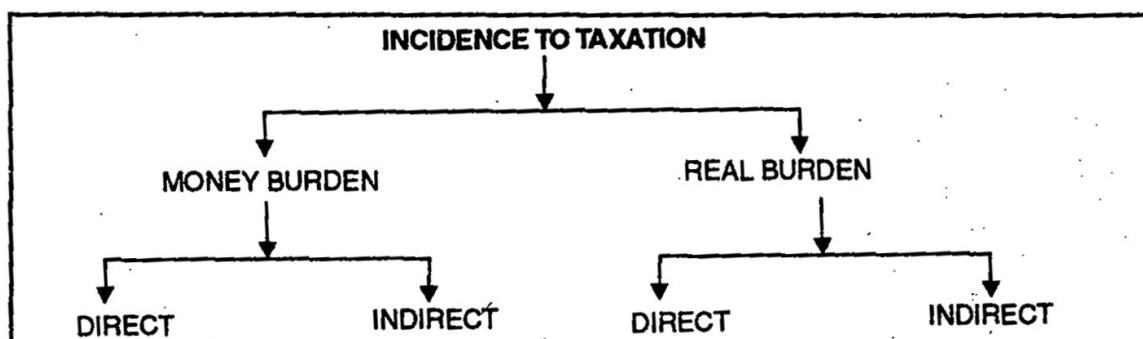 INCIDENCE TO TAXATION
MONEY BURDEN
REAL BURDEN
DIRECT
INDIRECT
DIRECT
INDIRECT